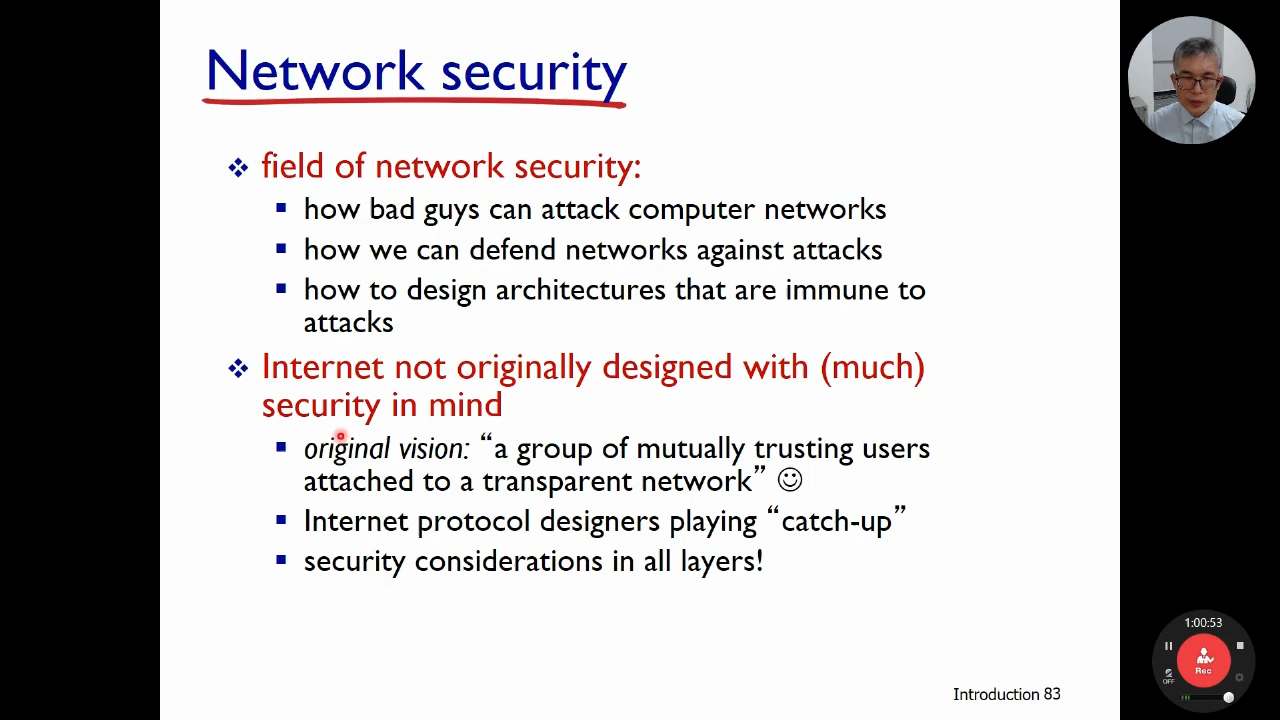 Network security
field of network security:
how bad guys can attack computer networks
how we can defend networks against attacks
how to design architectures that are immune to
attacks
Internet not originally designed with (much)
security in mind
original vision: “a group of mutually trusting users
attached to a transparent network” ☺
Internet protocol designers playing “catch-up”
security considerations in all layers!
Introduction 83
1:00:53
Rec
OFF